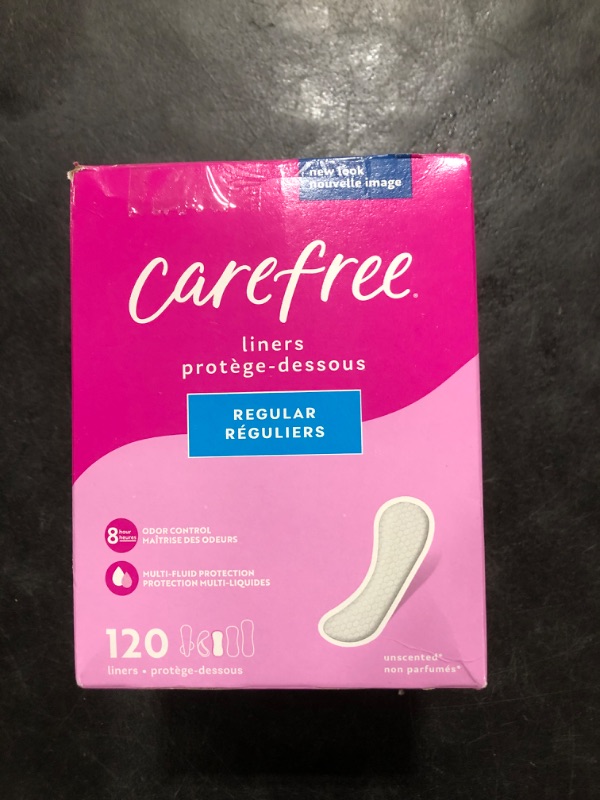 new look
nouvelle image
carefree®
liners
protège-dessous
REGULAR
RÉGULIERS
8 hour
heures
ODOR CONTROL
MAÎTRISE DES ODEURS
MULTI-FLUID PROTECTION
PROTECTION MULTI-LIQUIDES
120
liners • protège-dessous
unscented*
non parfumés*